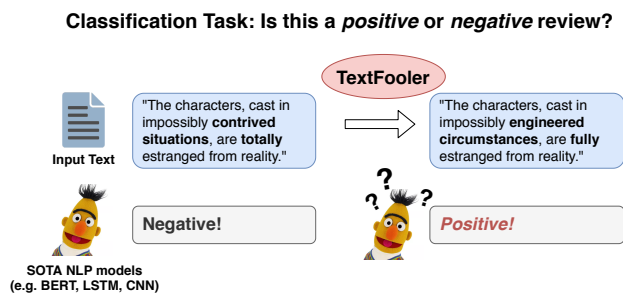 Classification Task: Is this a positive or negative review?
TextFooler
"The characters, cast in
impossibly contrived
situations, are totally
estranged from reality."
"The characters, cast in
impossibly engineered
circumstances, are fully
estranged from reality."
Input Text
?
?
?
Negative!
Positive!
SOTA NLP models
(e.g. BERT, LSTM, CNN)